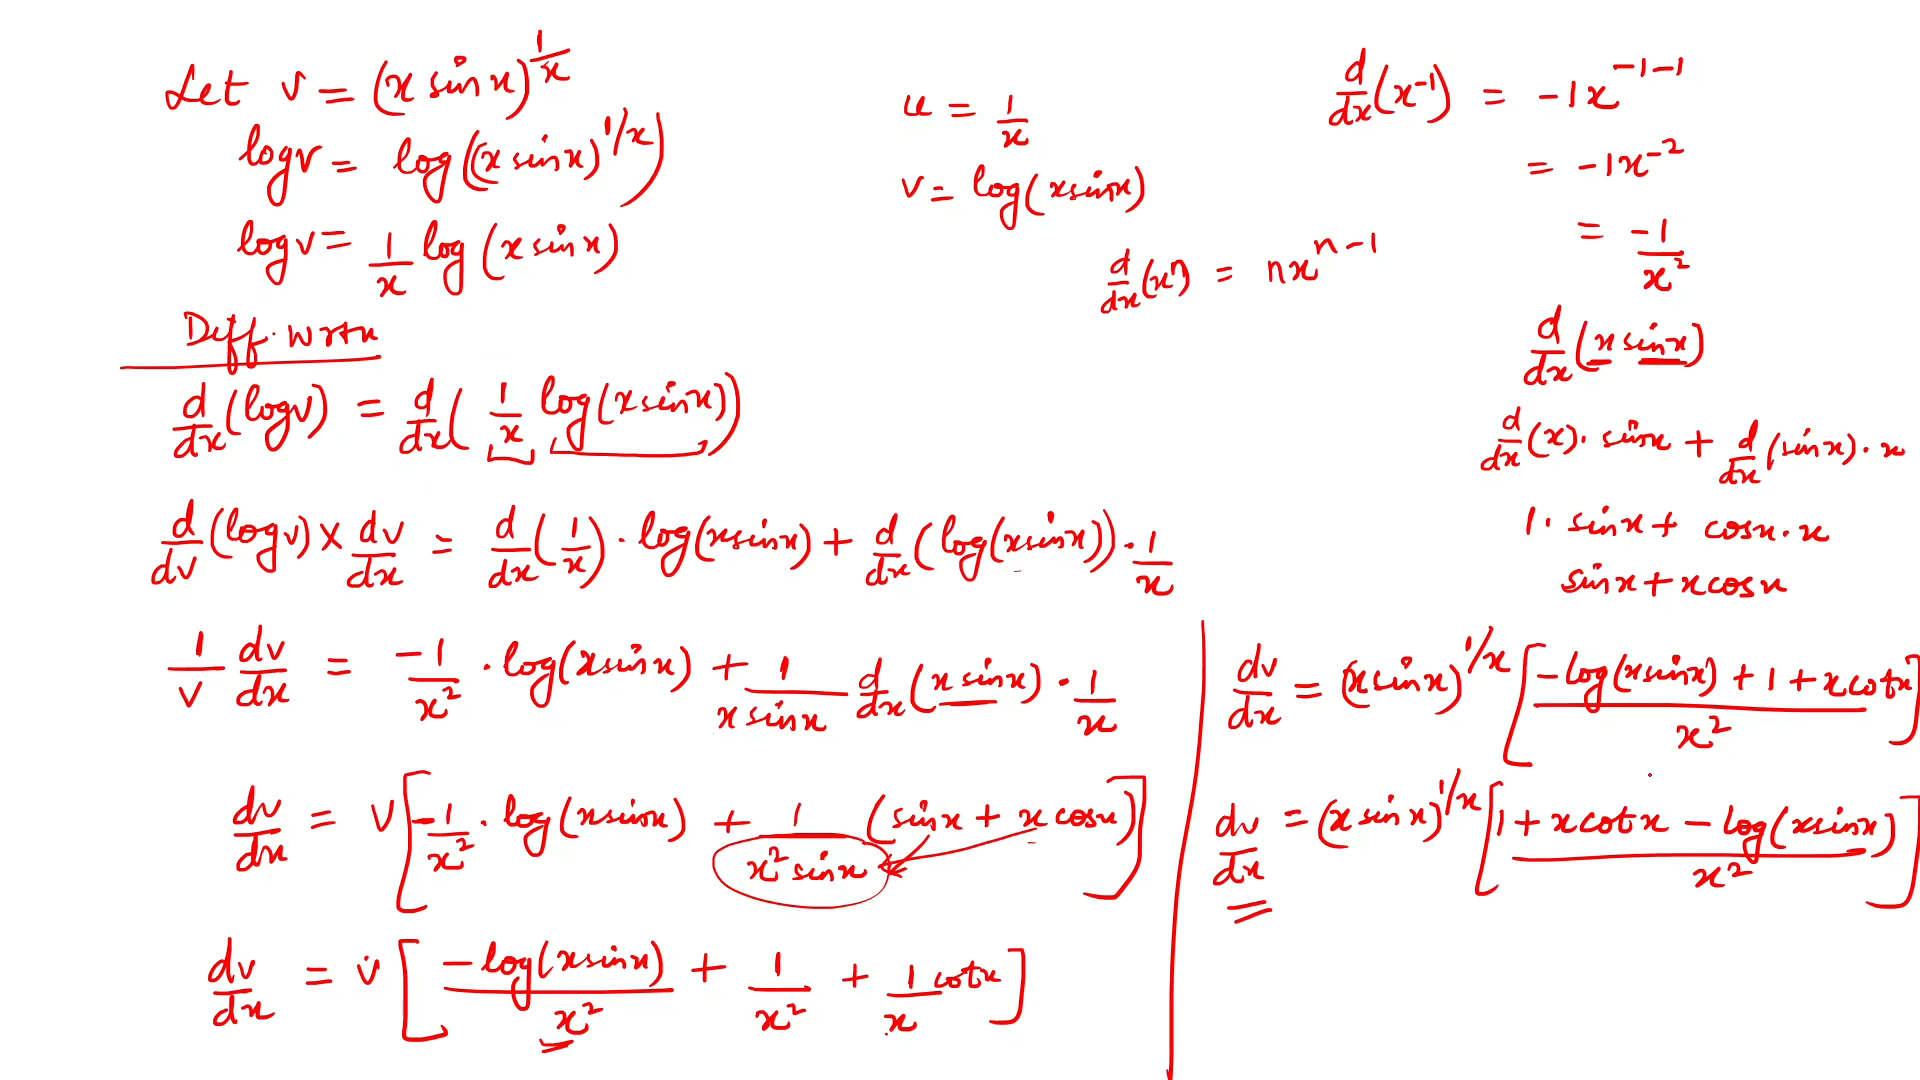 Let v = (x sin x)^{1/x}
log v = log((x sin x)^{1/x})
log v = 1/x log (x sin x)
Diff. w r t x
d/dx (log v) = d/dx ( 1/x log(x sin x))
d/dv (log v) × dv/dx = d/dx (1/x) · log(x sin x) + d/dx (log(x sin x)) · 1/x
1/v dv/dx = -1/x² · log(x sin x) + 1/(x sin x) d/dx (x sin x) · 1/x
dv/dx = v [ -1/x² · log(x sin x) + 1/(x² sin x) (sin x + x cos x) ]
dv/dx = v [ -log(x sin x)/x² + 1/x² + 1/x cot x ]
u = 1/x
v = log(x sin x)
d/dx (xⁿ) = n x^{n-1}
d/dx (x^{-1}) = -1x^{-1-1}
= -1x^{-2}
= -1/x²
d/dx (x sin x)
d/dx (x) · sin x + d/dx (sin x) · x
1 · sin x + cos x · x
sin x + x cos x
dv/dx = (x sin x)^{1/x} [ (-log(x sin x) + 1 + x cot x)/x² ]
dv/dx = (x sin x)^{1/x} [ (1 + x cot x - log(x sin x))/x² ]